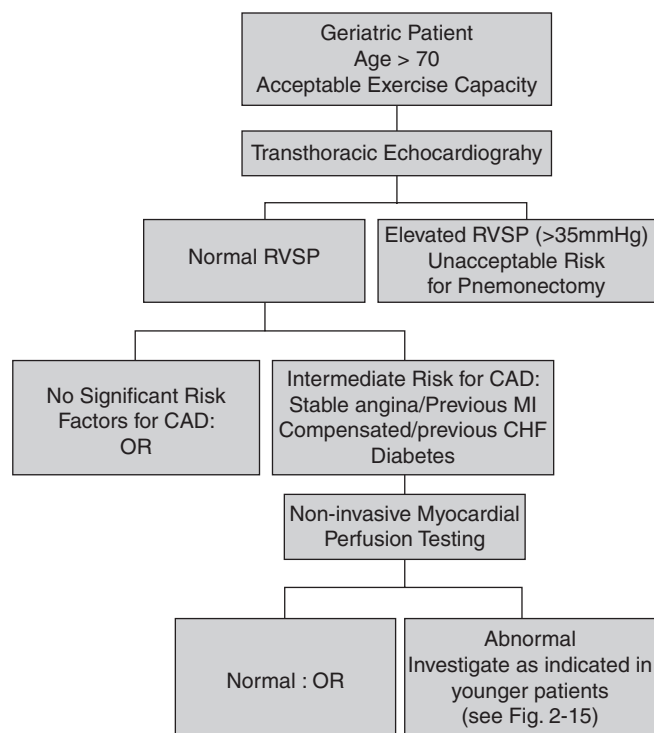 Geriatric Patient
Age > 70
Acceptable Exercise Capacity
Transthoracic Echocardiograhy
Normal RVSP
Elevated RVSP (>35mmHg)
Unacceptable Risk
for Pnemonectomy
No Significant Risk
Factors for CAD:
OR
Intermediate Risk for CAD:
Stable angina/Previous MI
Compensated/previous CHF
Diabetes
Non-invasive Myocardial
Perfusion Testing
Normal : OR
Abnormal
Investigate as indicated in
younger patients
(see Fig. 2-15)